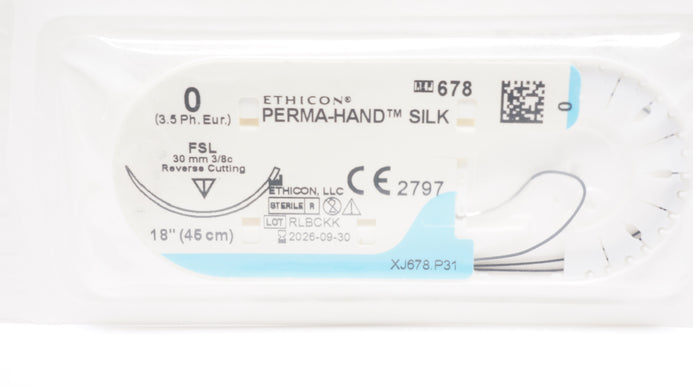 0
(3.5 Ph. Eur.)
FSL
30 mm 3/8c
Reverse Cutting
18" (45 cm)
ETHICON®
PERMA-HAND™ SILK
REF 678
0
ETHICON, LLC
CE 2797
STERILE R
LOT RLBCKK
2026-09-30
XJ678.P31